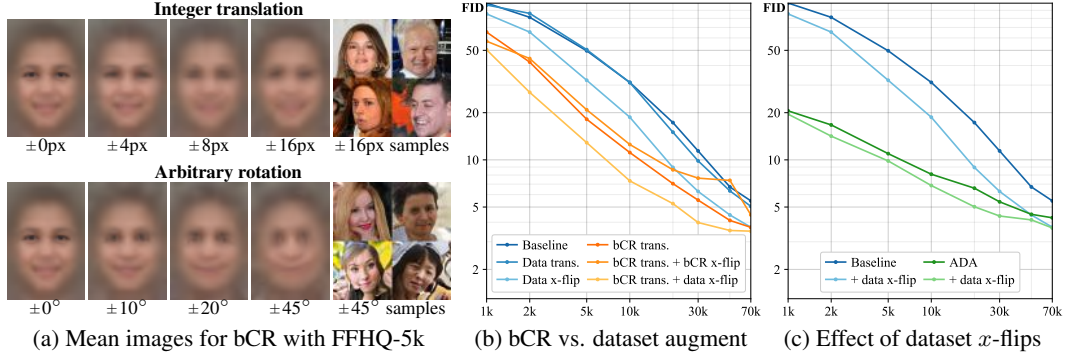 Integer translation
±0px ±4px ±8px ±16px ±16px samples
Arbitrary rotation
±0° ±10° ±20° ±45° ±45° samples
(a) Mean images for bCR with FFHQ-5k
FID
50
20
10
5
2
Baseline bCR trans.
Data trans. bCR trans. + bCR x-flip
Data x-flip bCR trans. + data x-flip
1k 2k 5k 10k 20k 30k 70k
(b) bCR vs. dataset augment
FID
50
20
10
5
2
Baseline ADA
+ data x-flip + data x-flip
1k 2k 5k 10k 20k 30k 70k
(c) Effect of dataset x-flips